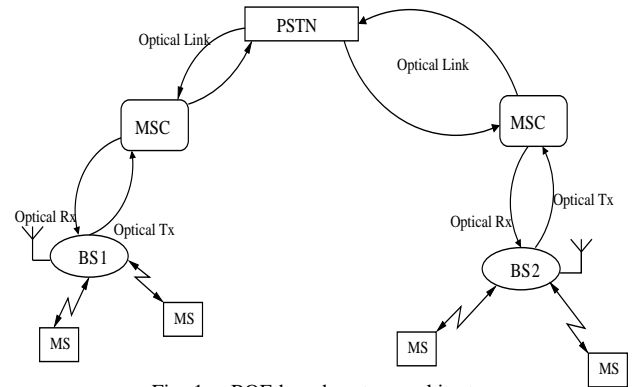 PSTN
Optical Link
Optical Link
MSC
MSC
Optical Rx
Optical Tx
Optical Rx
Optical Tx
BS1
BS2
MS
MS
MS
MS